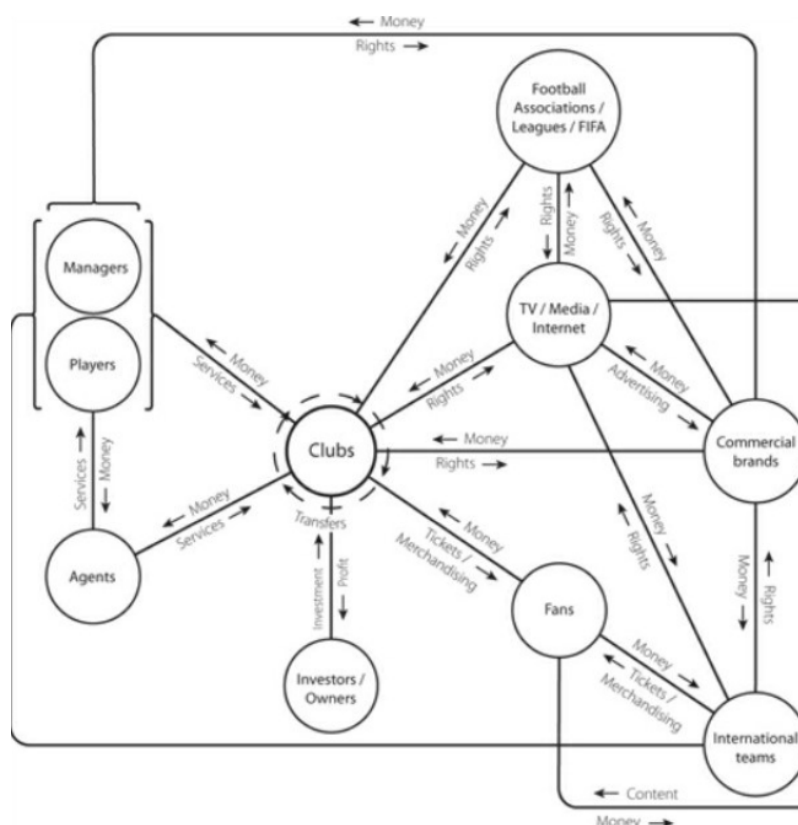 Money
Rights
Football
Associations /
Leagues / FIFA
Money
Rights
Rights
Money
Money
Rights
Managers
Players
TV / Media /
Internet
Money
Services
Money
Rights
Money
Advertising
Services
Money
Clubs
Money
Rights
Commercial
brands
Money
Services
Transfers
Money
Tickets /
Merchandising
Money
Rights
Money
Rights
Agents
Investment
Profit
Fans
Money
Tickets /
Merchandising
Investors /
Owners
International
teams
Content
Money